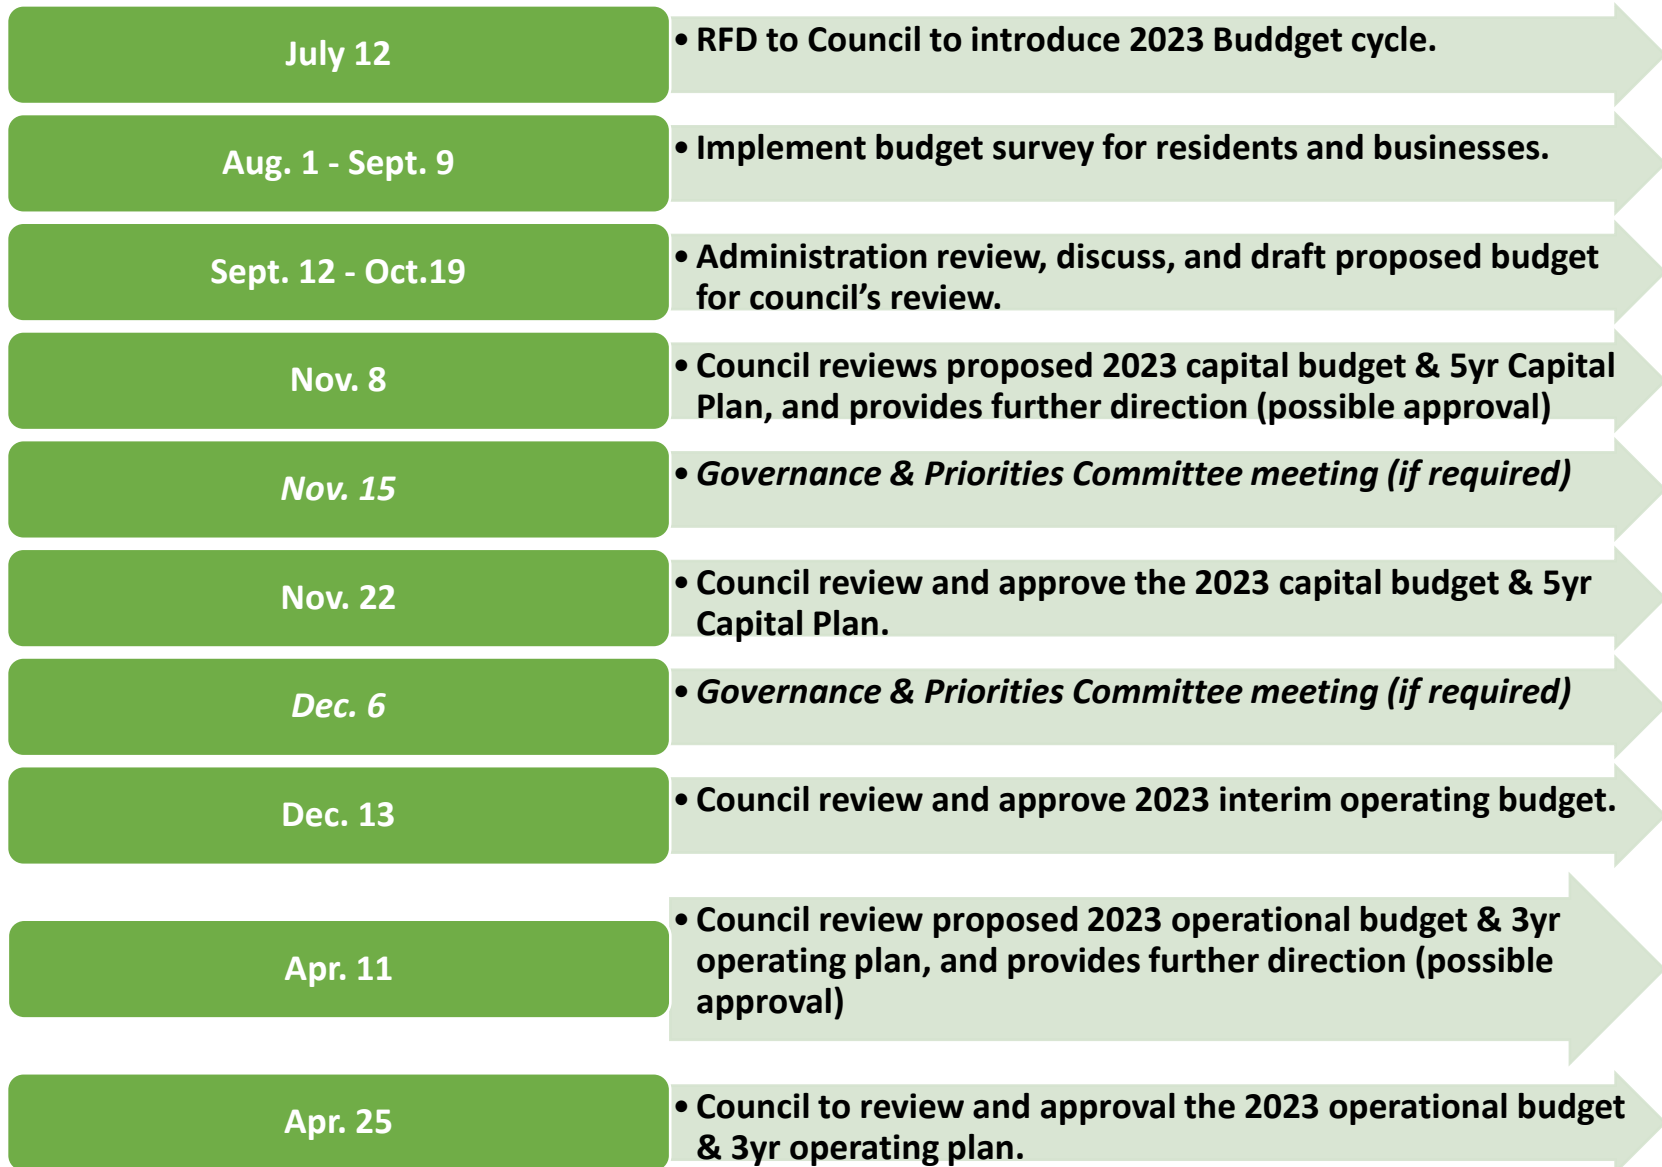 July 12
• RFD to Council to introduce 2023 Buddget cycle.
Aug. 1 - Sept. 9
• Implement budget survey for residents and businesses.
Sept. 12 - Oct.19
• Administration review, discuss, and draft proposed budget
for council’s review.
Nov. 8
• Council reviews proposed 2023 capital budget & 5yr Capital
Plan, and provides further direction (possible approval)
Nov. 15
• Governance & Priorities Committee meeting (if required)
Nov. 22
• Council review and approve the 2023 capital budget & 5yr
Capital Plan.
Dec. 6
• Governance & Priorities Committee meeting (if required)
Dec. 13
• Council review and approve 2023 interim operating budget.
Apr. 11
• Council review proposed 2023 operational budget & 3yr
operating plan, and provides further direction (possible
approval)
Apr. 25
• Council to review and approval the 2023 operational budget
& 3yr operating plan.